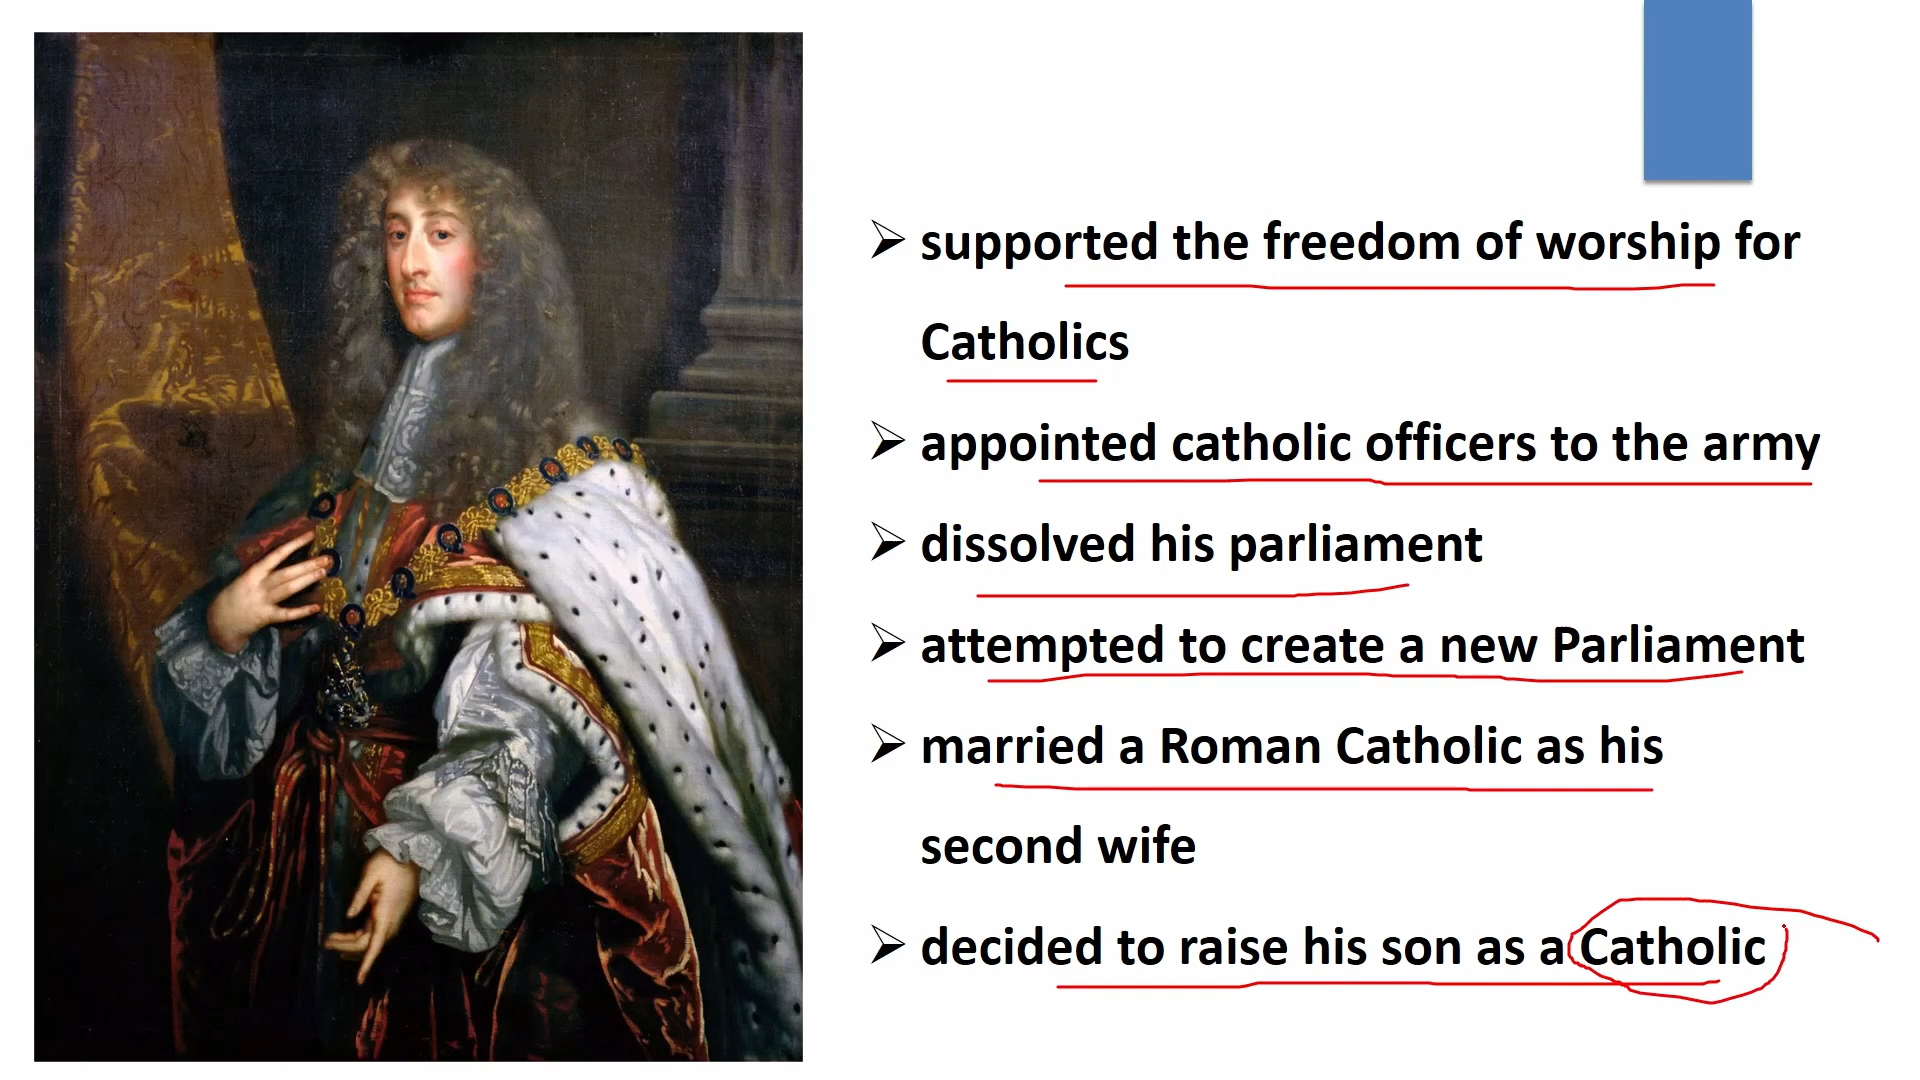 supported the freedom of worship for
Catholics
appointed catholic officers to the army
dissolved his parliament
attempted to create a new Parliament
married a Roman Catholic as his
second wife
decided to raise his son as a Catholic